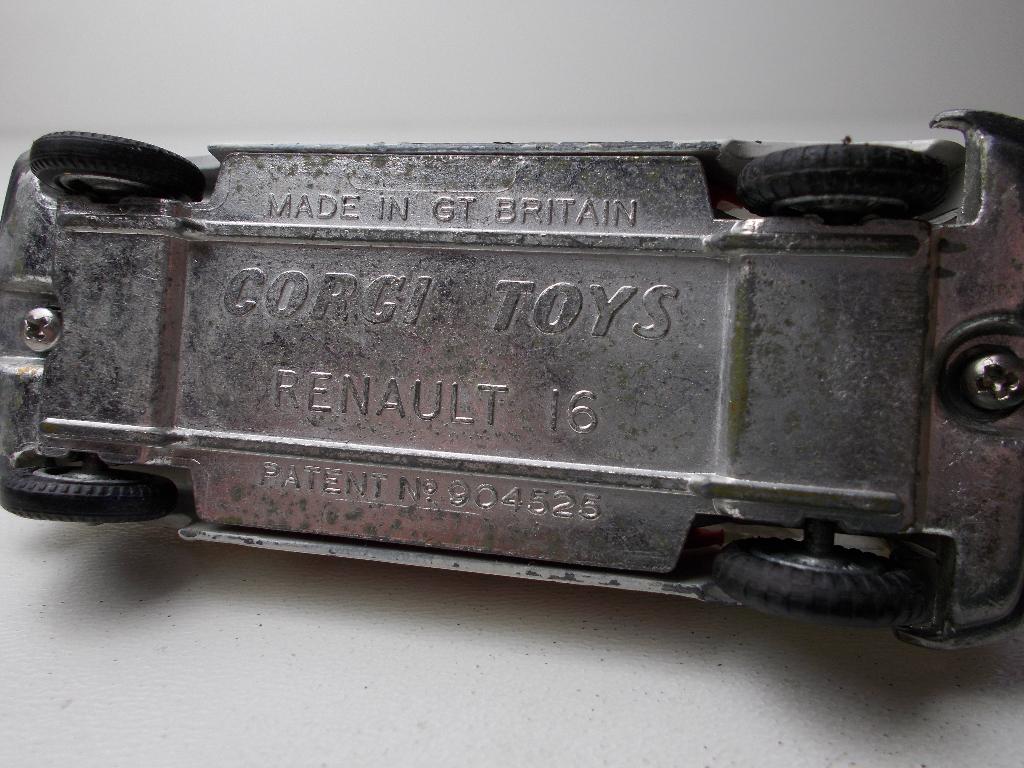 MADE IN GT. BRITAIN
CORGI TOYS
RENAULT 16
PATENT Nº 904525